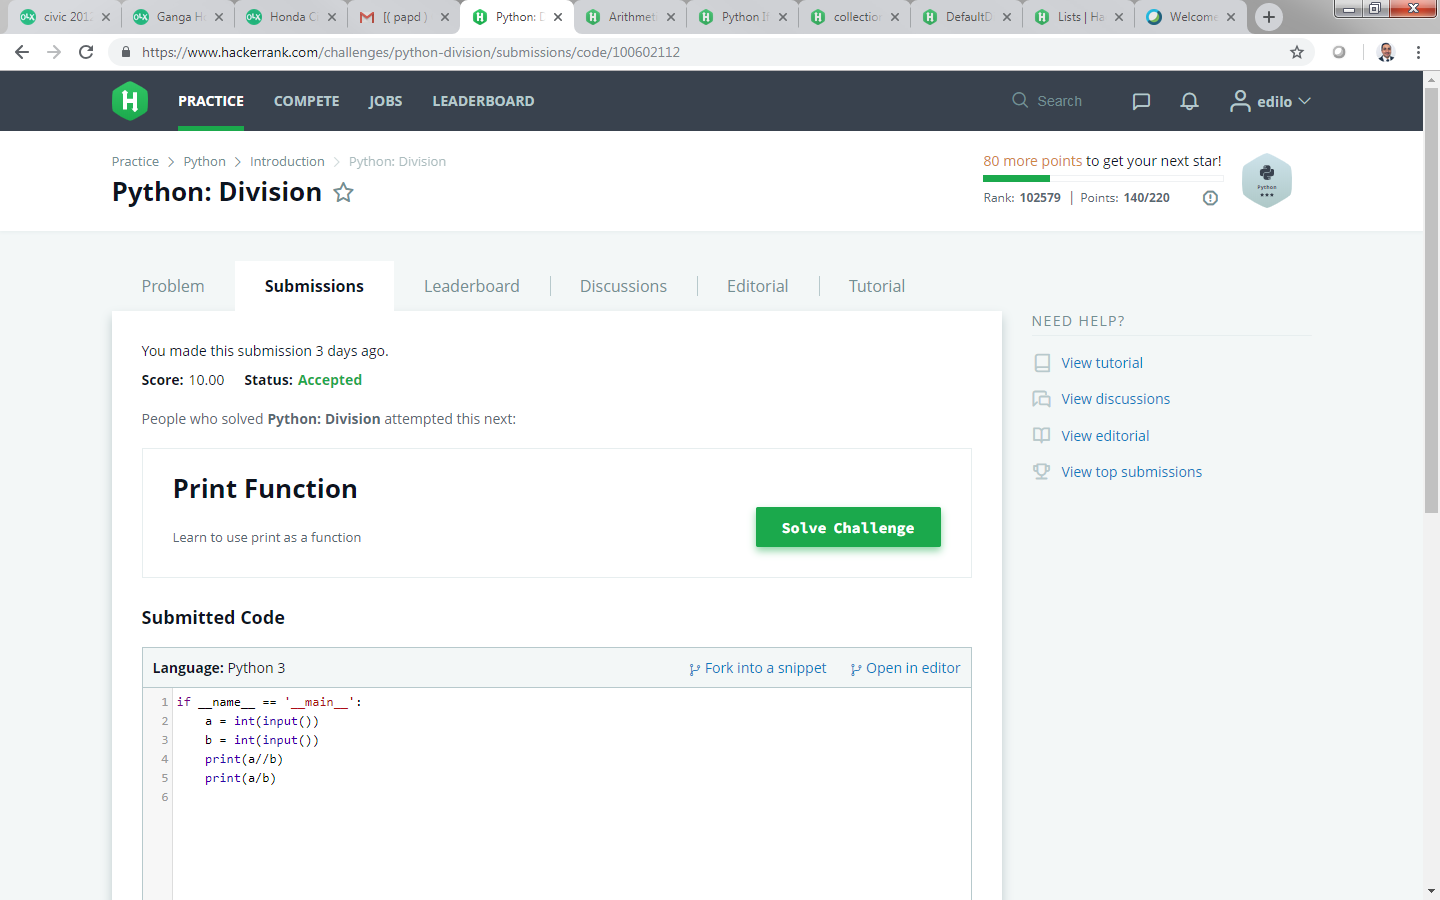 civic 2012
Ganga H
Honda C
[( papd )
Python: D
Arithmet
Python If
collection
DefaultD
Lists | Ha
Welcome
https://www.hackerrank.com/challenges/python-division/submissions/code/100602112
PRACTICE COMPETE JOBS LEADERBOARD Search edilo
Practice > Python > Introduction > Python: Division
Python: Division
80 more points to get your next star!
Rank: 102579 | Points: 140/220
Python
Problem Submissions Leaderboard Discussions Editorial Tutorial
You made this submission 3 days ago.
Score: 10.00 Status: Accepted
People who solved Python: Division attempted this next:
Print Function
Learn to use print as a function
Solve Challenge
Submitted Code
Language: Python 3 Fork into a snippet Open in editor
1 if __name__ == '__main__':
2     a = int(input())
3     b = int(input())
4     print(a//b)
5     print(a/b)
6
NEED HELP?
View tutorial
View discussions
View editorial
View top submissions